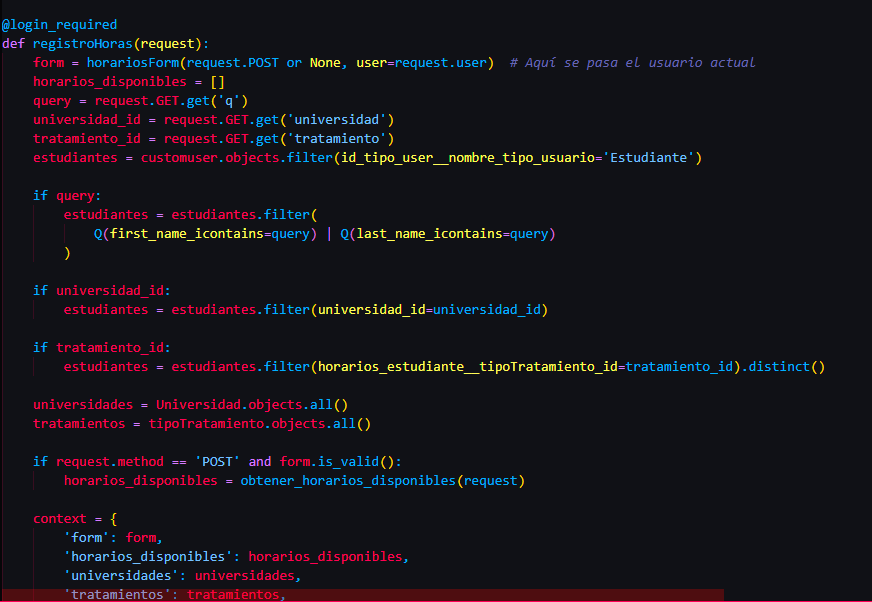 @login_required
def registroHoras(request):
    form = horariosForm(request.POST or None, user=request.user)  # Aquí se pasa el usuario actual
    horarios_disponibles = []
    query = request.GET.get('q')
    universidad_id = request.GET.get('universidad')
    tratamiento_id = request.GET.get('tratamiento')
    estudiantes = customuser.objects.filter(id_tipo_user__nombre_tipo_usuario='Estudiante')
    if query:
        estudiantes = estudiantes.filter(
            Q(first_name_icontains=query) | Q(last_name_icontains=query)
        )
    if universidad_id:
        estudiantes = estudiantes.filter(universidad_id=universidad_id)
    if tratamiento_id:
        estudiantes = estudiantes.filter(horarios_estudiante__tipoTratamiento_id=tratamiento_id).distinct()
    universidades = Universidad.objects.all()
    tratamientos = tipoTratamiento.objects.all()
    if request.method == 'POST' and form.is_valid():
        horarios_disponibles = obtener_horarios_disponibles(request)
    context = {
        'form': form,
        'horarios_disponibles': horarios_disponibles,
        'universidades': universidades,
        'tratamientos': tratamientos,